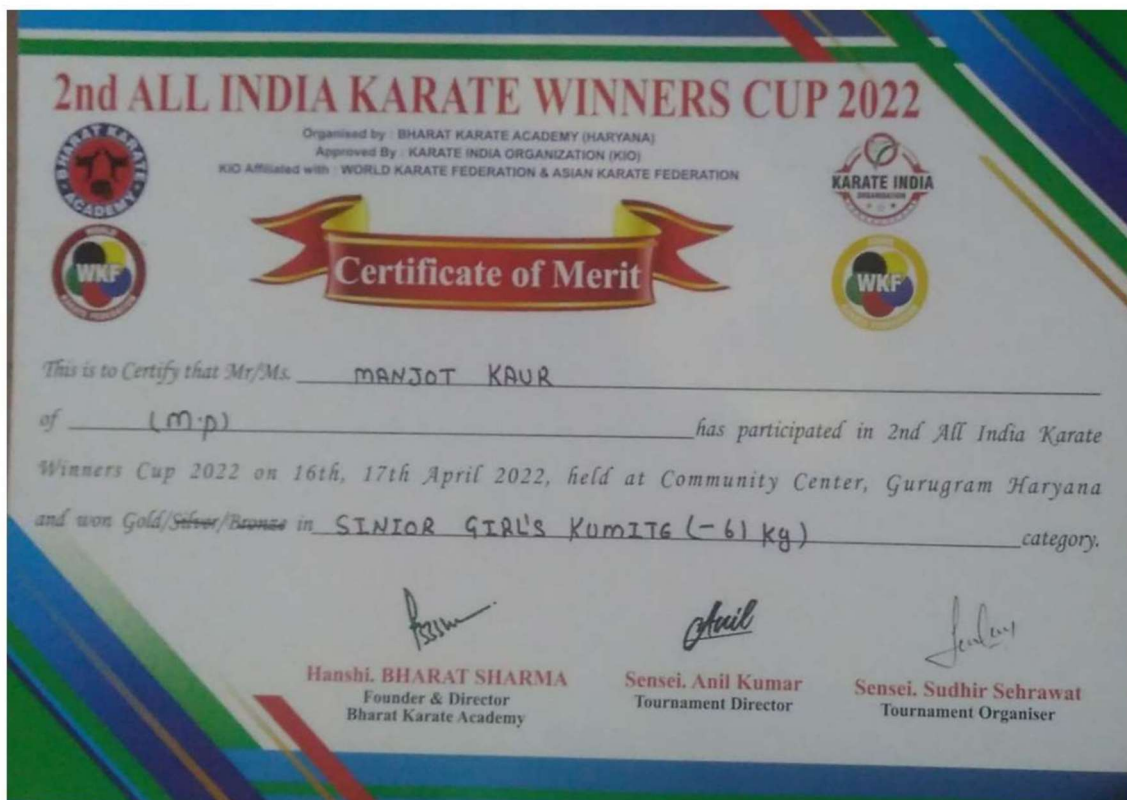 2nd ALL INDIA KARATE WINNERS CUP 2022
Organised by : BHARAT KARATE ACADEMY (HARYANA)
Approved By : KARATE INDIA ORGANIZATION (KIO)
KIO Affiliated with : WORLD KARATE FEDERATION & ASIAN KARATE FEDERATION
BHARAT KARATE ACADEMY
KARATE INDIA
ORGANISATION
WORLD
WKF
KARATE FEDERATION
WKF
Certificate of Merit
This is to Certify that Mr/Ms. MANJOT KAUR
of (M.P) has participated in 2nd All India Karate
Winners Cup 2022 on 16th, 17th April 2022, held at Community Center, Gurugram Haryana
and won Gold/Silver/Bronze in SINIOR GIRL'S KUMITG (-61 kg) category.
Anil
Hanshi. BHARAT SHARMA
Founder & Director
Bharat Karate Academy
Sensei. Anil Kumar
Tournament Director
Sensei. Sudhir Sehrawat
Tournament Organiser